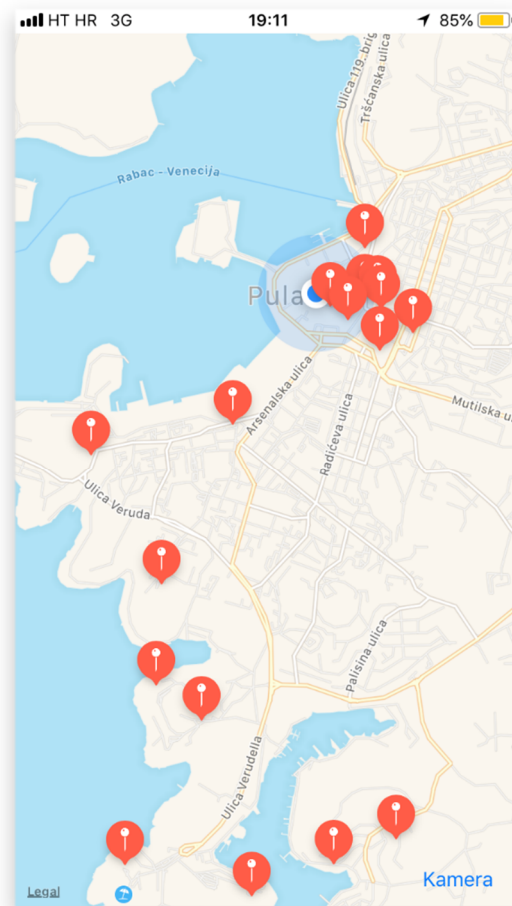 HT HR 3G 19:11 85%
Ulica 119. brig
Tršćanska ulica
Rabac - Venecija
Pula
Arsenalska ulica
Mutilska u
Radićeva ulica
Ulica Veruda
Palisina ulica
Ulica Verudella
Kamera
Legal